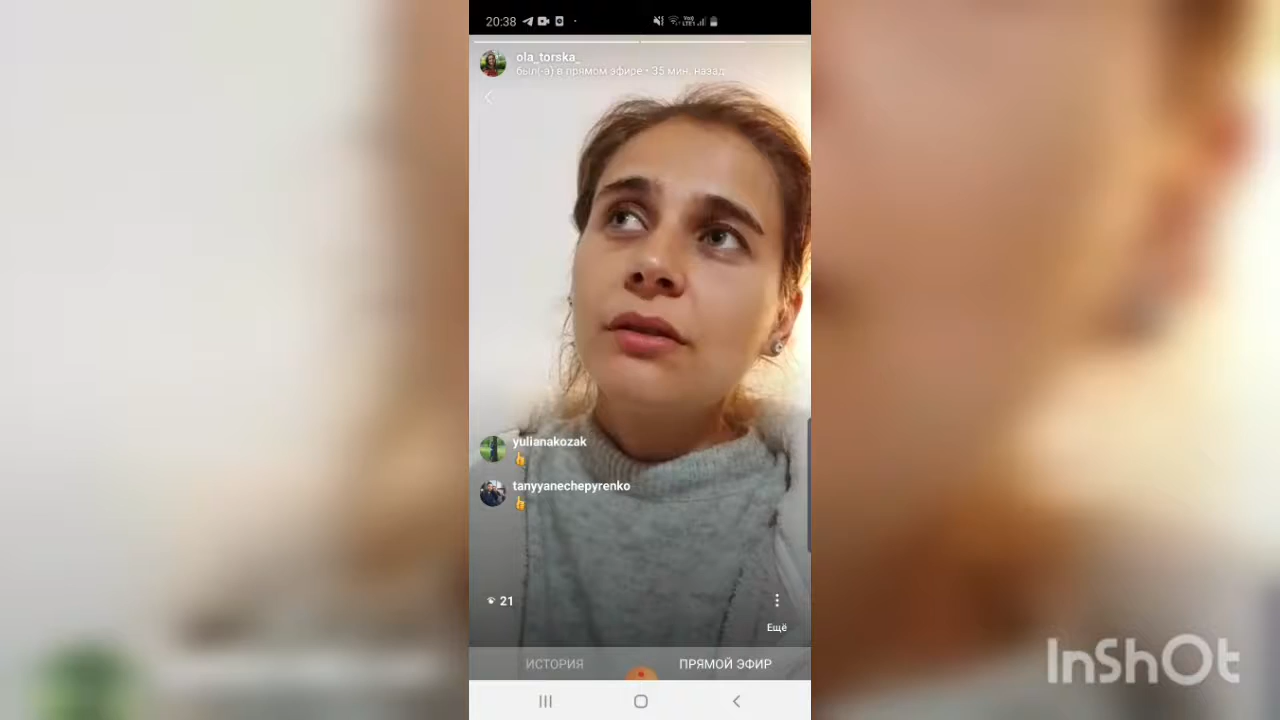 20:38
ola_torska_
был(-а) в прямом эфире • 35 мин. назад
yulianakozak
tanyyanechepyrenko
21
Ещё
ИСТОРИЯ
ПРЯМОЙ ЭФИР
InShOt